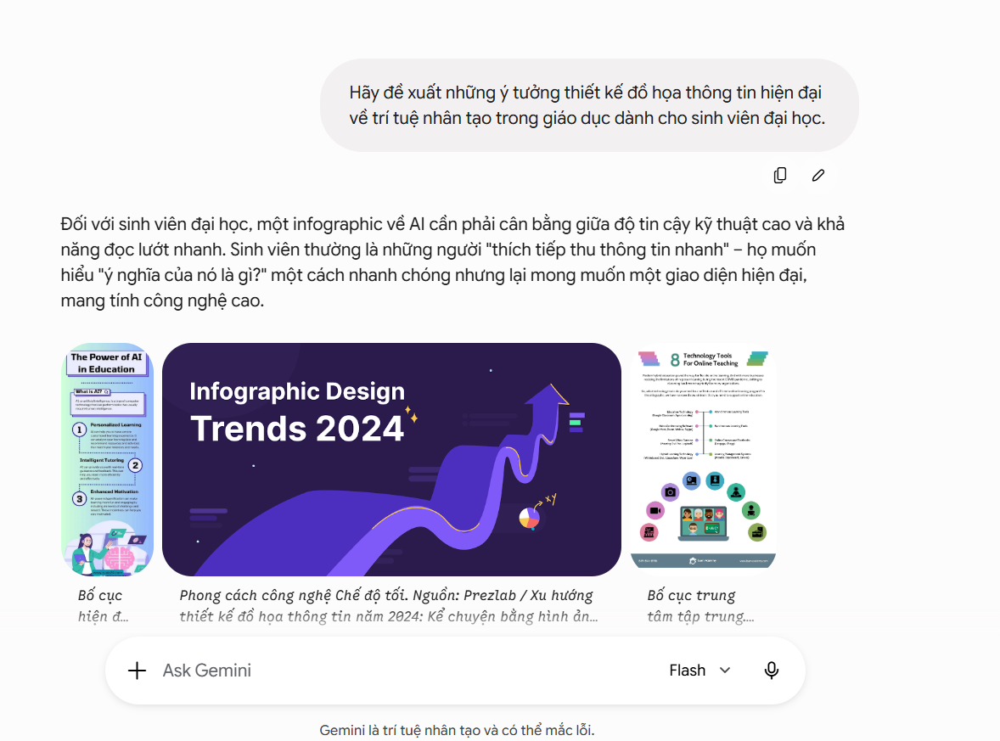 Hãy đề xuất những ý tưởng thiết kế đồ họa thông tin hiện đại
về trí tuệ nhân tạo trong giáo dục dành cho sinh viên đại học.
Đối với sinh viên đại học, một infographic về AI cần phải cân bằng giữa độ tin cậy kỹ thuật cao và khả
năng đọc lướt nhanh. Sinh viên thường là những người "thích tiếp thu thông tin nhanh" – họ muốn
hiểu "ý nghĩa của nó là gì?" một cách nhanh chóng nhưng lại mong muốn một giao diện hiện đại,
mang tính công nghệ cao.
The Power of AI
in Education
What is AI?
1
Personalized Learning
Intelligent Tutoring
2
3
Enhanced Motivation
Infographic Design
Trends 2024
xy
8
Technology Tools
For Online Teaching
Bố cục
hiện đ...
Phong cách công nghệ Chế độ tối. Nguồn: Prezlab / Xu hướng
thiết kế đồ họa thông tin năm 2024: Kể chuyện bằng hình ản...
Bố cục trung
tâm tập trung....
Ask Gemini
Flash
Gemini là trí tuệ nhân tạo và có thể mắc lỗi.